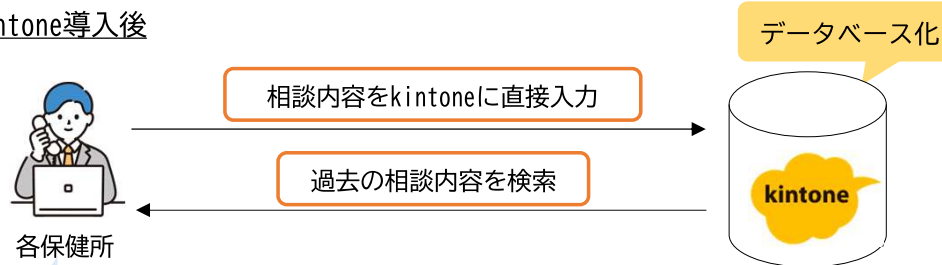 ntone導入後
データベース化
相談内容をkintoneに直接入力
過去の相談内容を検索
kintone
各保健所